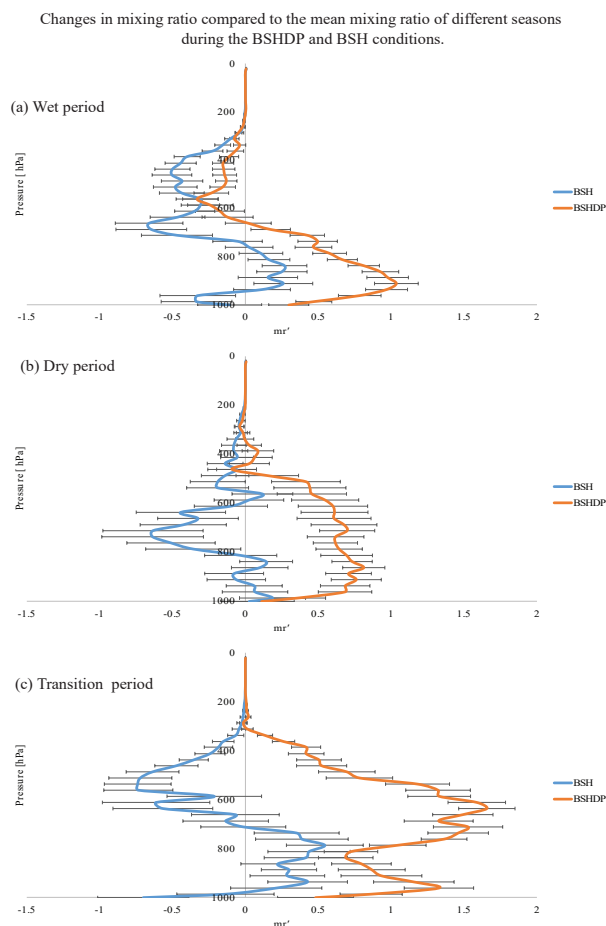 Changes in mixing ratio compared to the mean mixing ratio of different seasons
during the BSHDP and BSH conditions.
(a) Wet period
0
200
400
600
800
1000
Pressure [ hPa]
-1.5 -1 -0.5 0 0.5 1 1.5 2
mr′
BSH
BSHDP
(b) Dry period
0
200
400
600
800
1000
Pressure [ hPa]
-1.5 -1 -0.5 0 0.5 1 1.5 2
mr′
BSH
BSHDP
(c) Transition period
0
200
400
600
800
1000
Pressure [hPa]
-1.5 -1 -0.5 0 0.5 1 1.5 2
mr′
BSH
BSHDP